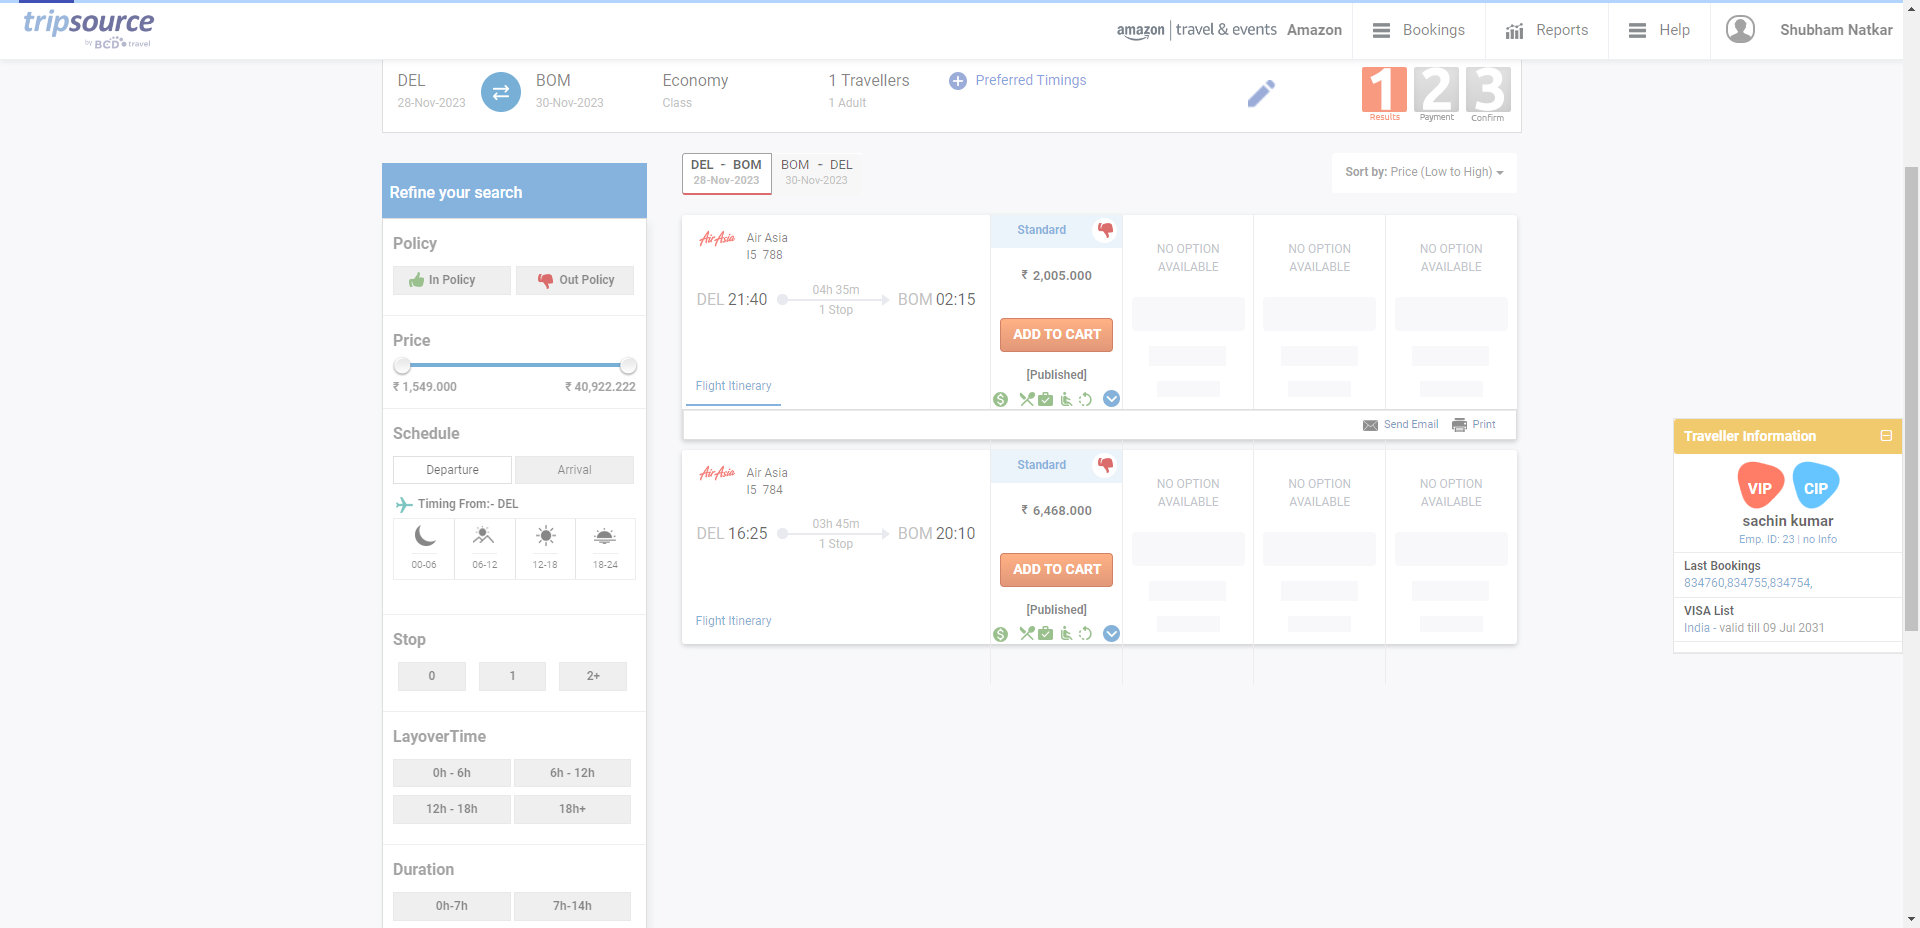 tripsource
by BCD travel
amazon | travel & events Amazon
Bookings
Reports
Help
Shubham Natkar
DEL
28-Nov-2023
BOM
30-Nov-2023
Economy
Class
1 Travellers
1 Adult
Preferred Timings
1
Results
2
Payment
3
Confirm
DEL - BOM
28-Nov-2023
BOM - DEL
30-Nov-2023
Sort by: Price (Low to High)
Refine your search
Policy
In Policy
Out Policy
Price
₹ 1,549.000
₹ 40,922.222
Schedule
Departure
Arrival
Timing From:- DEL
00-06
06-12
12-18
18-24
Stop
0
1
2+
LayoverTime
0h - 6h
6h - 12h
12h - 18h
18h+
Duration
0h-7h
7h-14h
AirAsia
Air Asia
I5 788
DEL 21:40
04h 35m
1 Stop
BOM 02:15
Flight Itinerary
Standard
₹ 2,005.000
ADD TO CART
[Published]
NO OPTION
AVAILABLE
NO OPTION
AVAILABLE
NO OPTION
AVAILABLE
Send Email
Print
AirAsia
Air Asia
I5 784
DEL 16:25
03h 45m
1 Stop
BOM 20:10
Flight Itinerary
Standard
₹ 6,468.000
ADD TO CART
[Published]
NO OPTION
AVAILABLE
NO OPTION
AVAILABLE
NO OPTION
AVAILABLE
Traveller Information
VIP
CIP
sachin kumar
Emp. ID: 23 | no info
Last Bookings
834760,834755,834754,
VISA List
India - valid till 09 Jul 2031